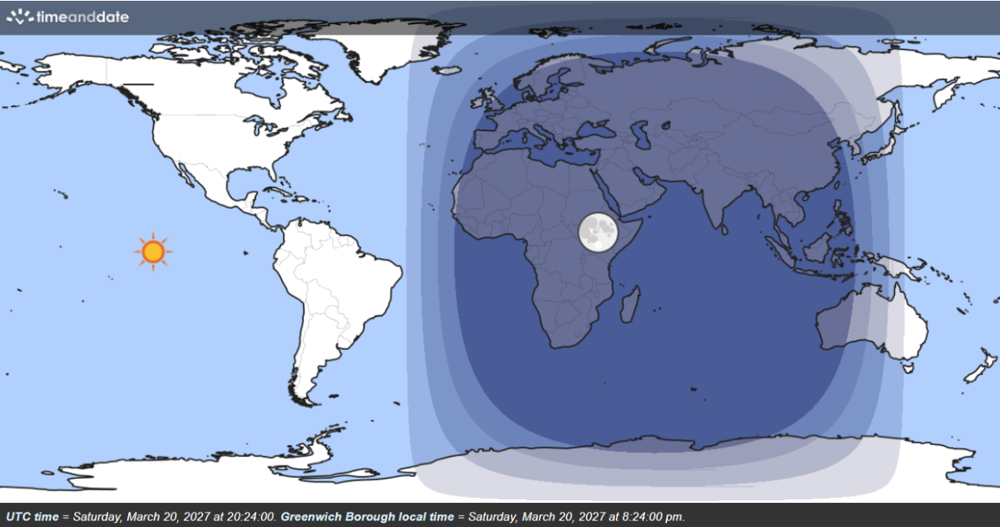 timeanddate
UTC time = Saturday, March 20, 2027 at 20:24:00. Greenwich Borough local time = Saturday, March 20, 2027 at 8:24:00 pm.